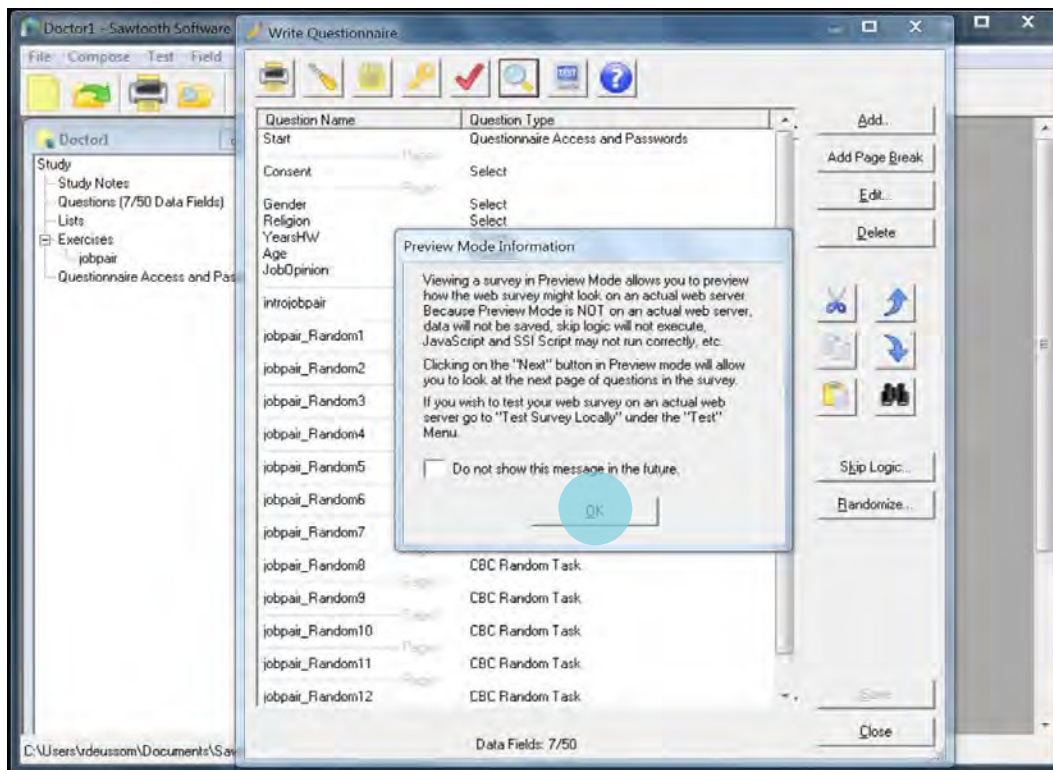 Doctor1 - Sawtooth Software
File Compose Test Field
Doctor1
Study
Study Notes
Questions (7/50 Data Fields)
Lists
Exercises
jobpair
Questionnaire Access and Pas
C:\Users\rdeussom\Documents\Saw
Write Questionnaire
TEST
Question Name Question Type
Start Questionnaire Access and Passwords
Page
Consent Select
Page
Gender Select
Religion Select
YearsHW
Age
JobOpinion
introjobpair
jobpair_Random1
jobpair_Random2
jobpair_Random3
jobpair_Random4
jobpair_Random5
jobpair_Random6
jobpair_Random7
jobpair_Random8 CBC Random Task
Page
jobpair_Random9 CBC Random Task
Page
jobpair_Random10 CBC Random Task
Page
jobpair_Random11 CBC Random Task
Page
jobpair_Random12 CBC Random Task
Data Fields: 7/50
Preview Mode Information
Viewing a survey in Preview Mode allows you to preview
how the web survey might look on an actual web server.
Because Preview Mode is NOT on an actual web server,
data will not be saved, skip logic will not execute,
JavaScript and SSI Script may not run correctly, etc.
Clicking on the "Next" button in Preview mode will allow
you to look at the next page of questions in the survey.
If you wish to test your web survey on an actual web
server go to "Test Survey Locally" under the "Test"
Menu.
Do not show this message in the future.
OK
Add..
Add Page Break
Edit...
Delete
Skip Logic...
Randomize...
Save
Close